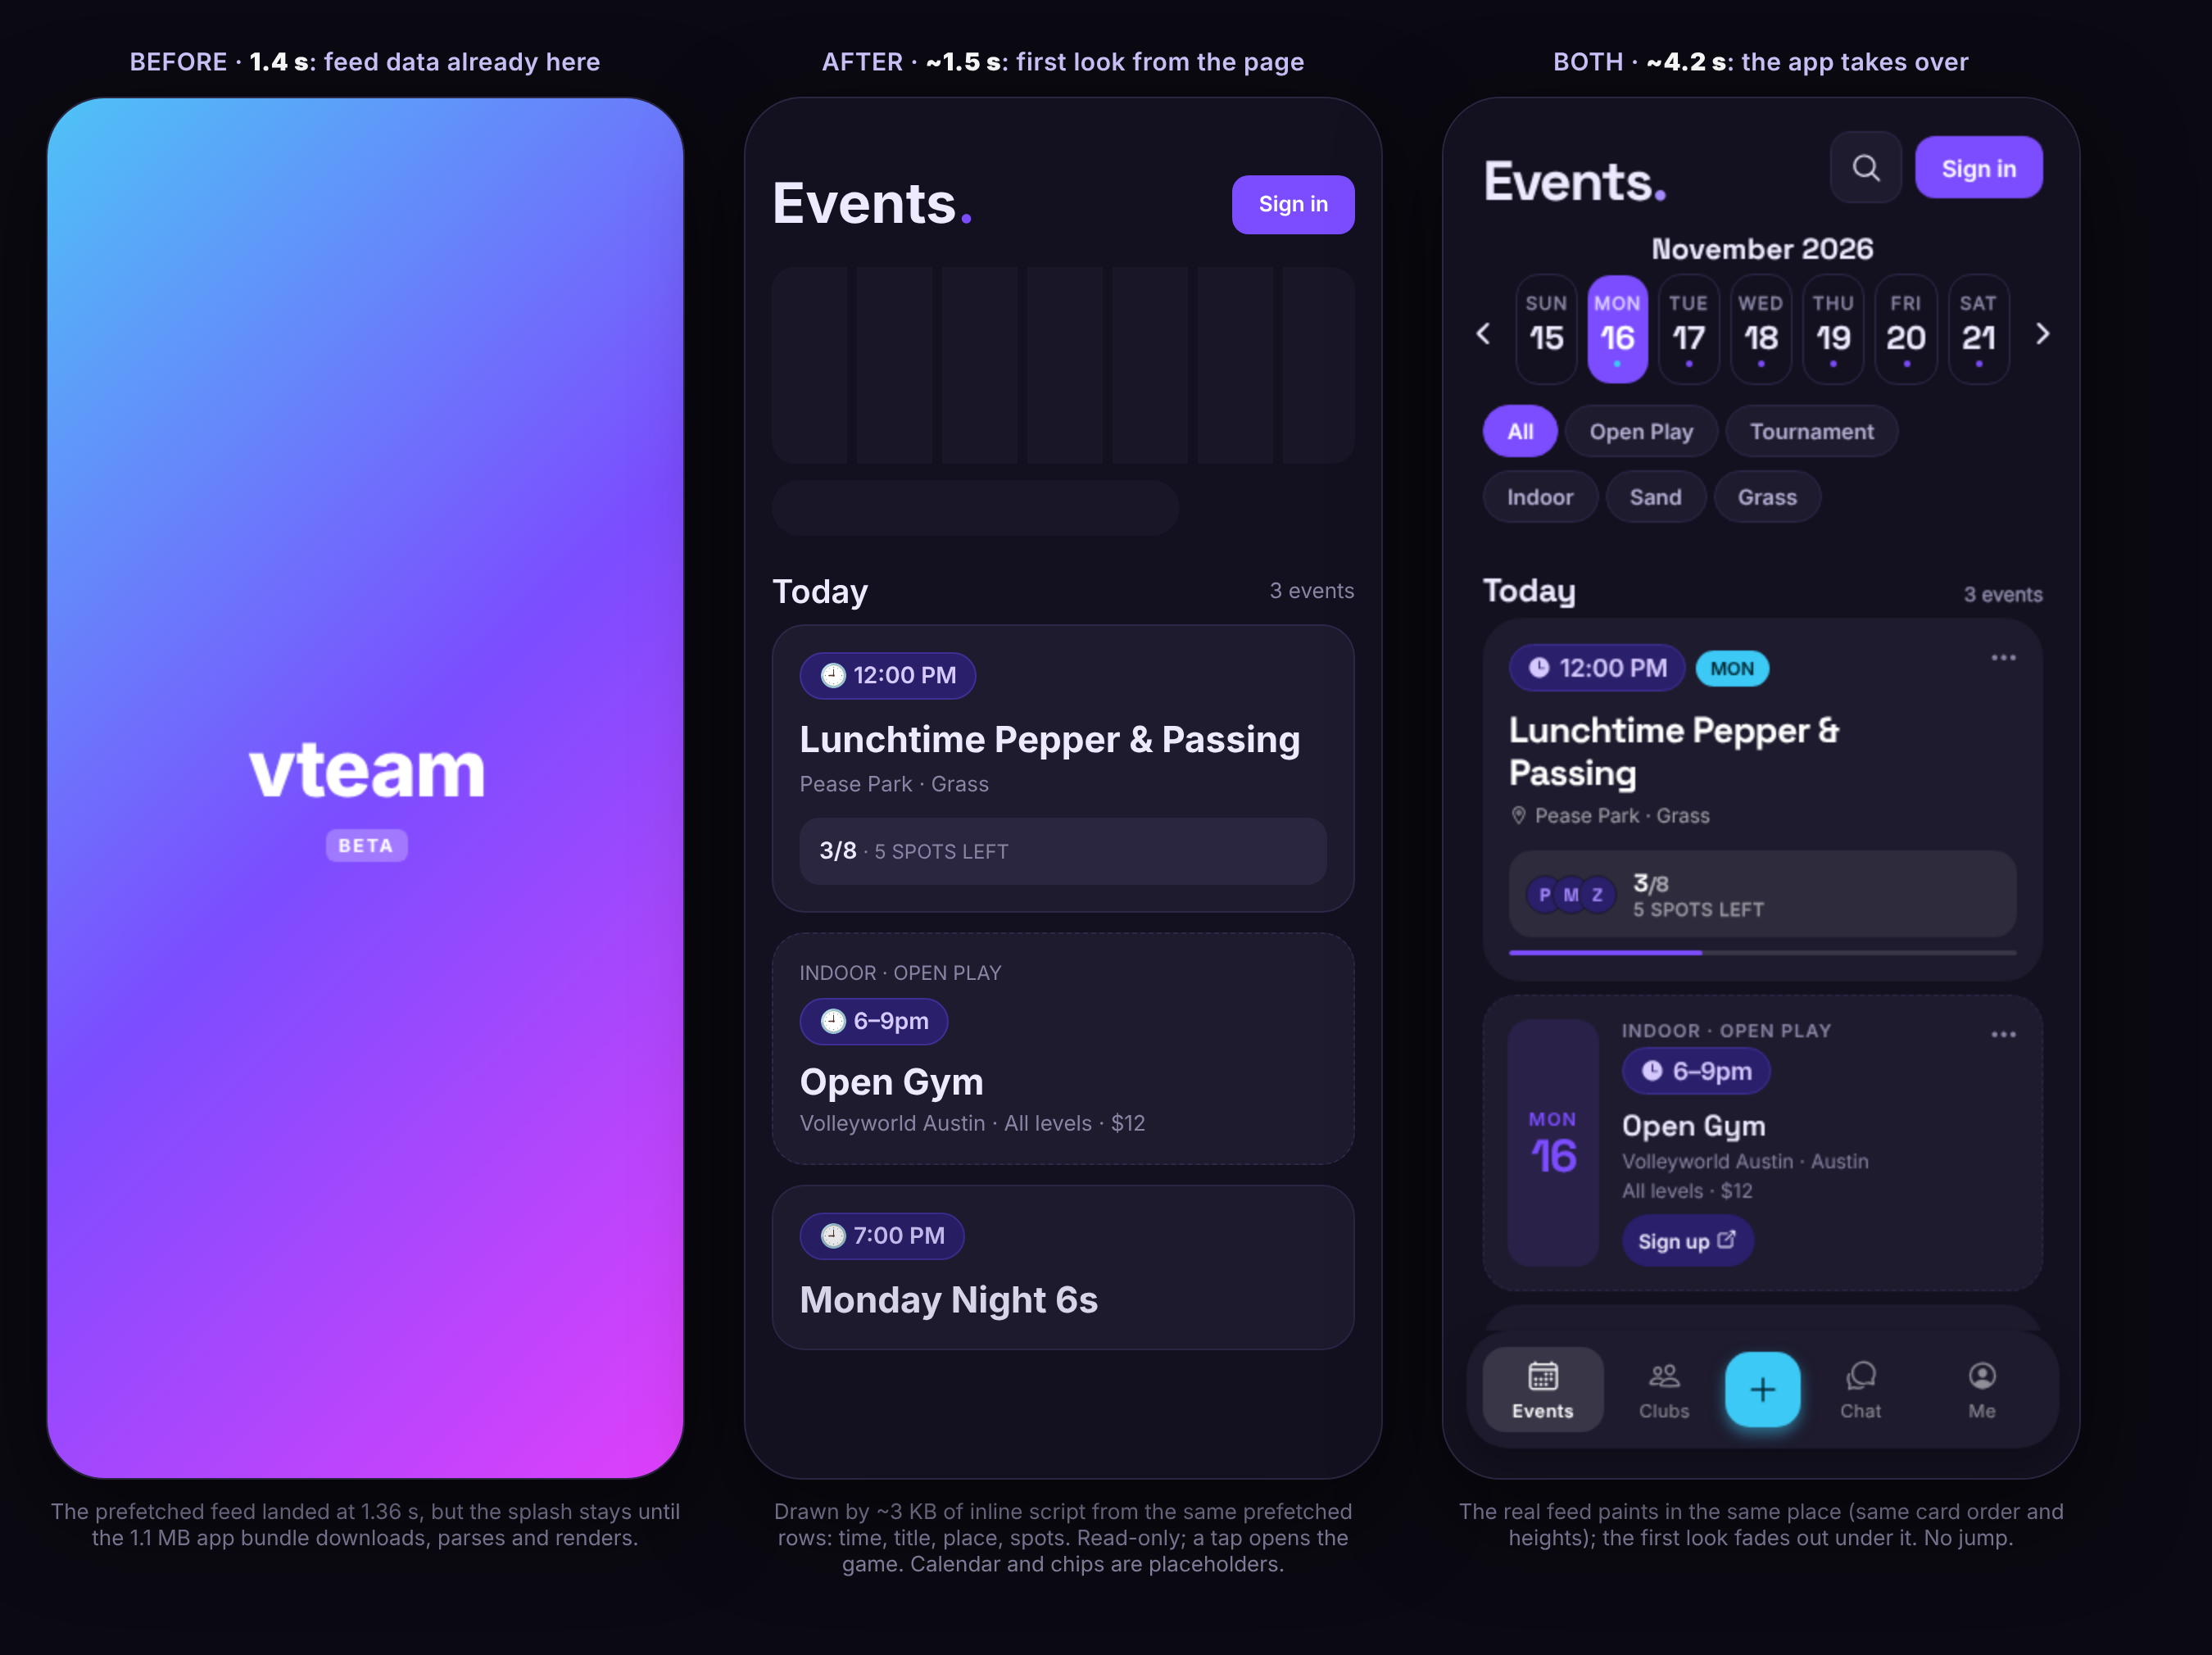 BEFORE · 1.4 s: feed data already here
vteam
BETA
The prefetched feed landed at 1.36 s, but the splash stays until
the 1.1 MB app bundle downloads, parses and renders.
AFTER · ~1.5 s: first look from the page
Events.
Sign in
Today
3 events
12:00 PM
Lunchtime Pepper & Passing
Pease Park · Grass
3/8 · 5 SPOTS LEFT
INDOOR · OPEN PLAY
6–9pm
Open Gym
Volleyworld Austin · All levels · $12
7:00 PM
Monday Night 6s
Drawn by ~3 KB of inline script from the same prefetched
rows: time, title, place, spots. Read-only; a tap opens the
game. Calendar and chips are placeholders.
BOTH · ~4.2 s: the app takes over
Events.
Sign in
November 2026
SUN MON TUE WED THU FRI SAT
15 16 17 18 19 20 21
All Open Play Tournament
Indoor Sand Grass
Today
3 events
12:00 PM MON
Lunchtime Pepper &
Passing
Pease Park · Grass
P M Z
3/8
5 SPOTS LEFT
MON
16
INDOOR · OPEN PLAY
6–9pm
Open Gym
Volleyworld Austin · Austin
All levels · $12
Sign up
Events Clubs Chat Me
The real feed paints in the same place (same card order and
heights); the first look fades out under it. No jump.